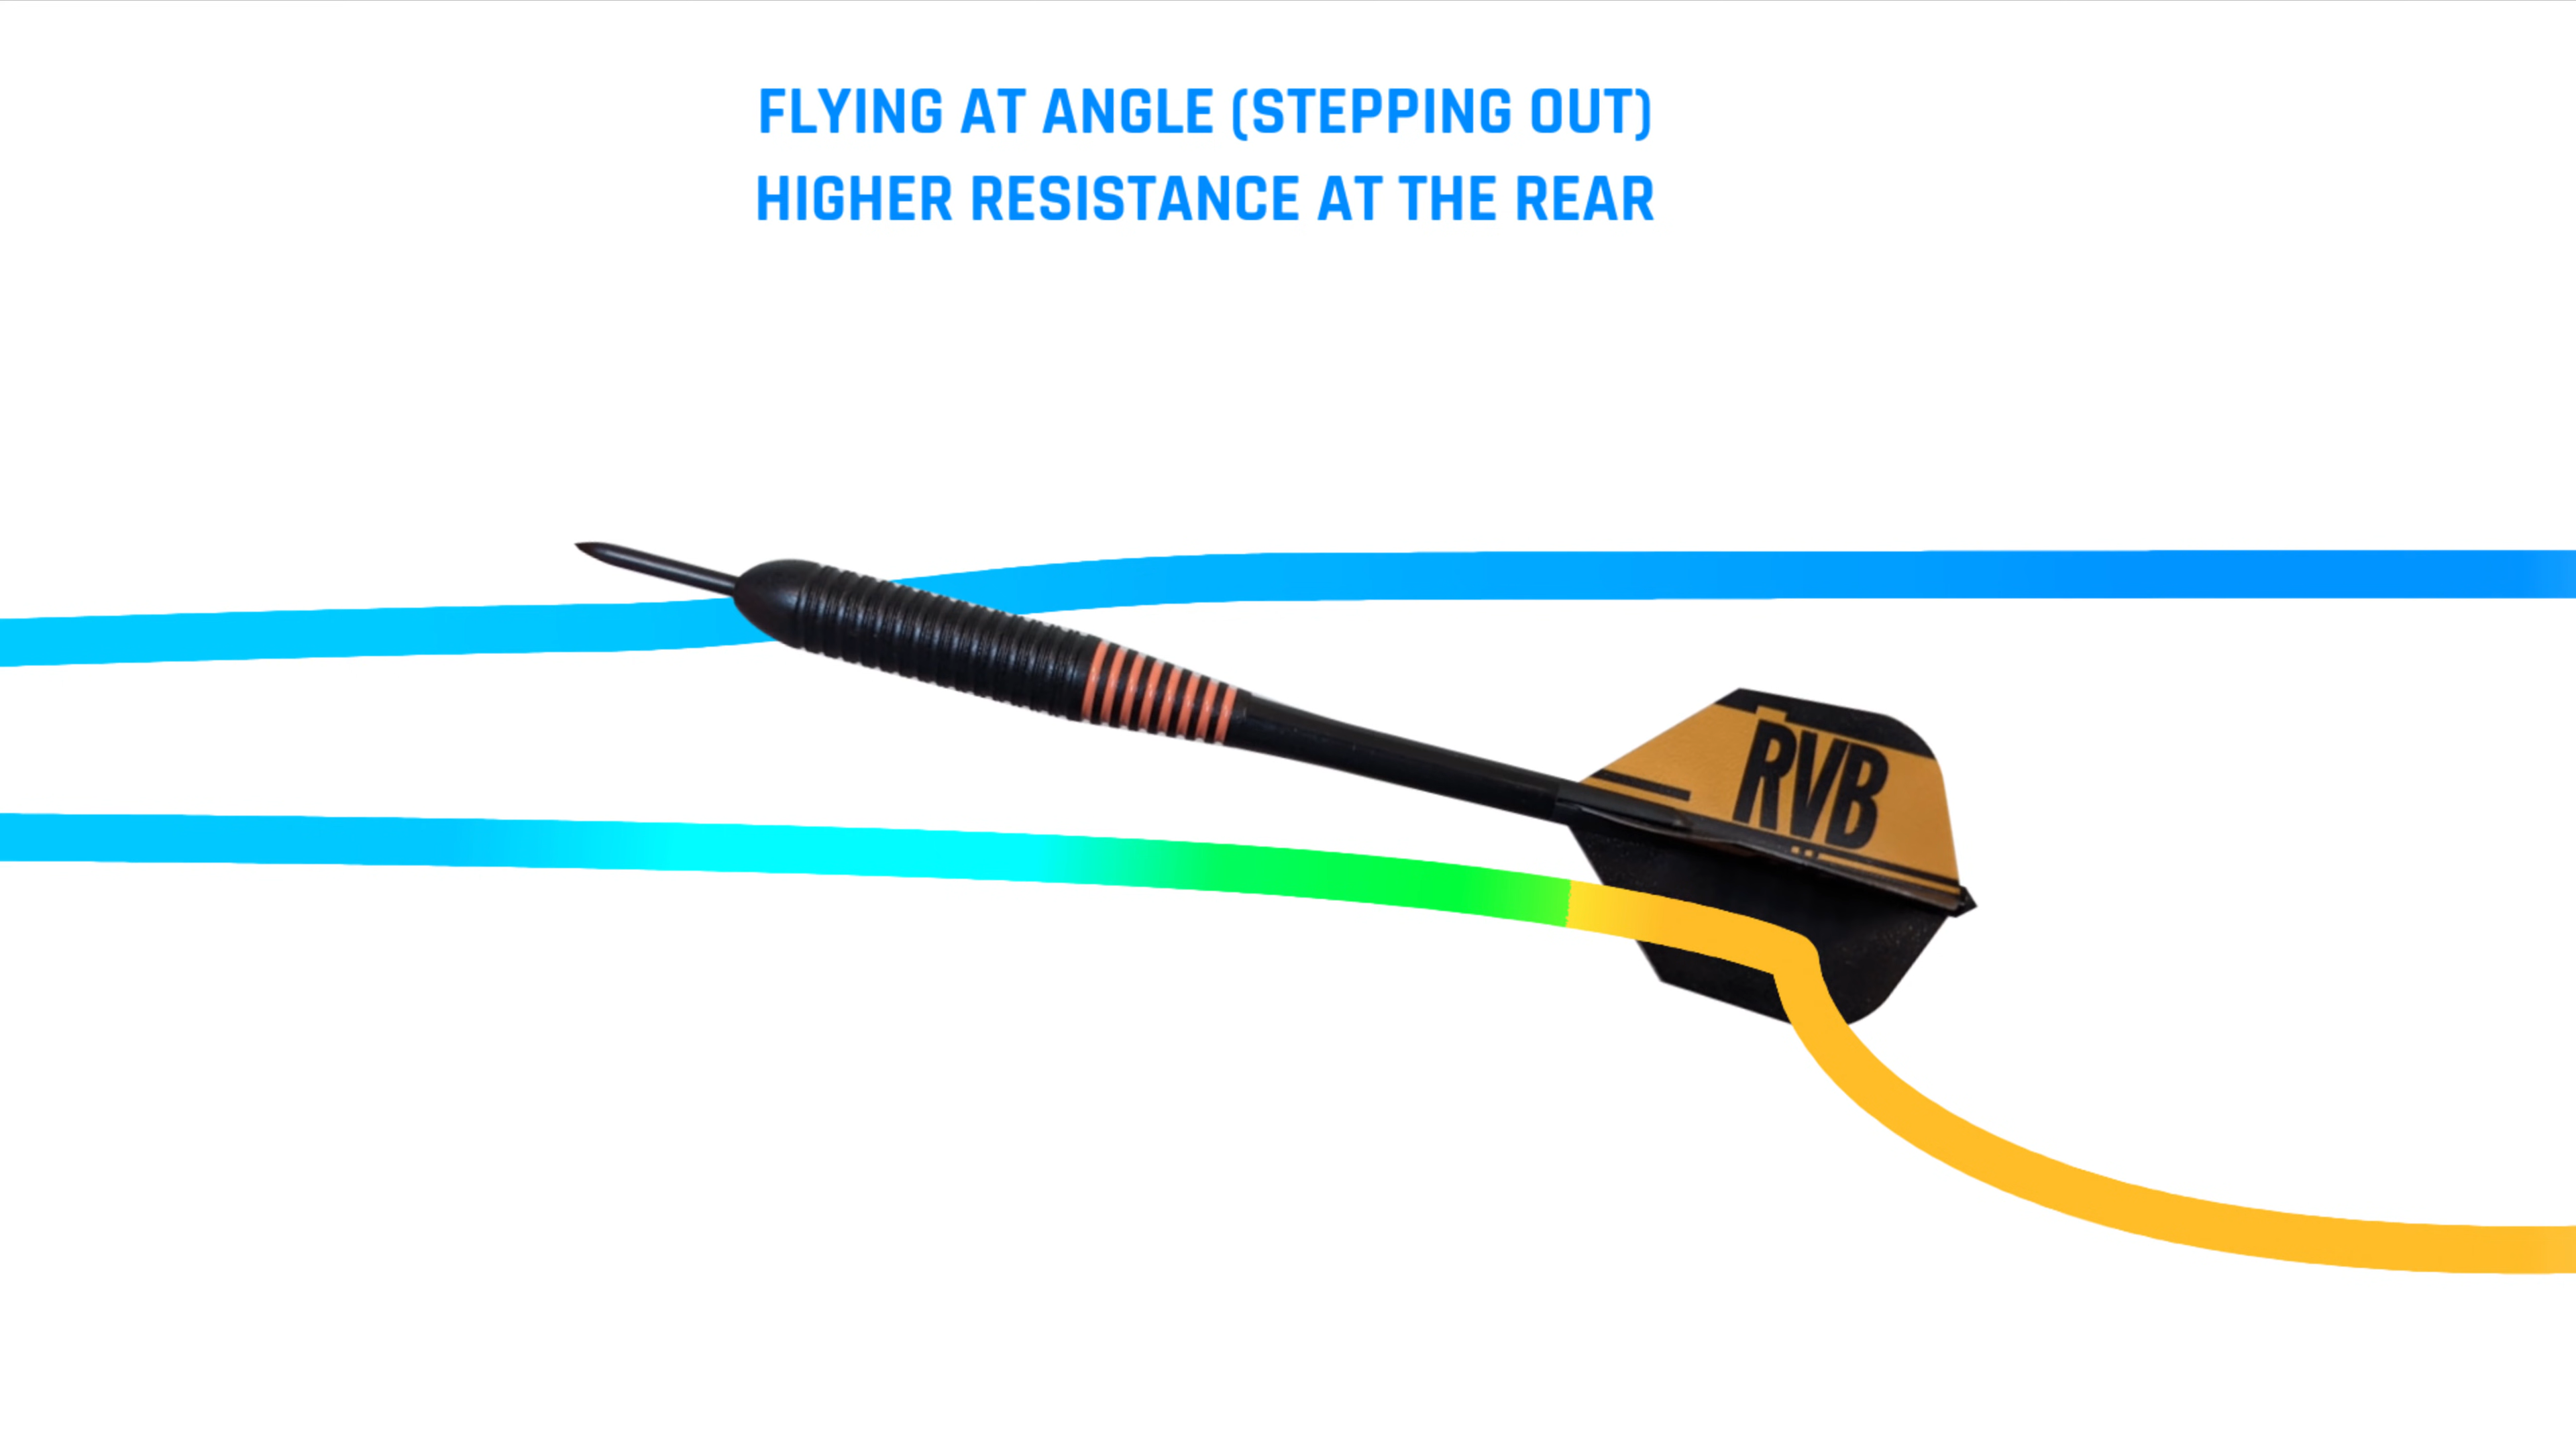 FLYING AT ANGLE (STEPPING OUT)
HIGHER RESISTANCE AT THE REAR
RVB